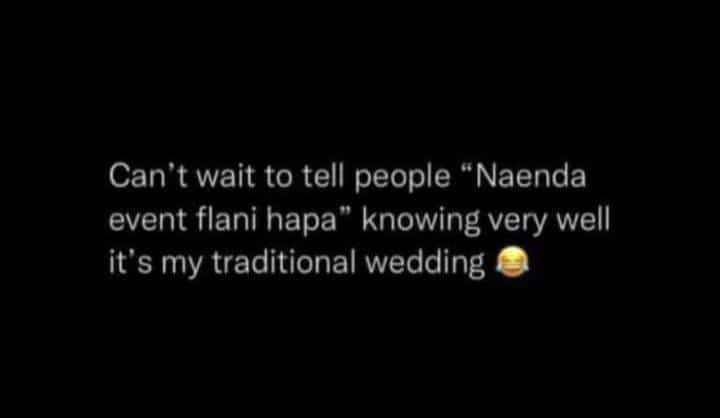 Can’t wait to tell people “Naenda
event flani hapa” knowing very well
it’s my traditional wedding 😂